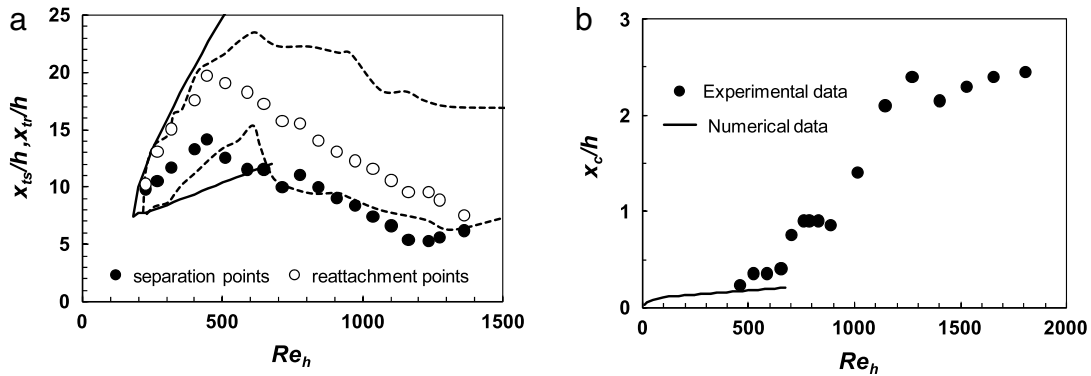 a
25
20
15
10
5
0
x_ts/h, x_tr/h
separation points
reattachment points
0 500 1000 1500
Re_h
b
3
2
1
0
x_c/h
Experimental data
Numerical data
0 500 1000 1500 2000
Re_h